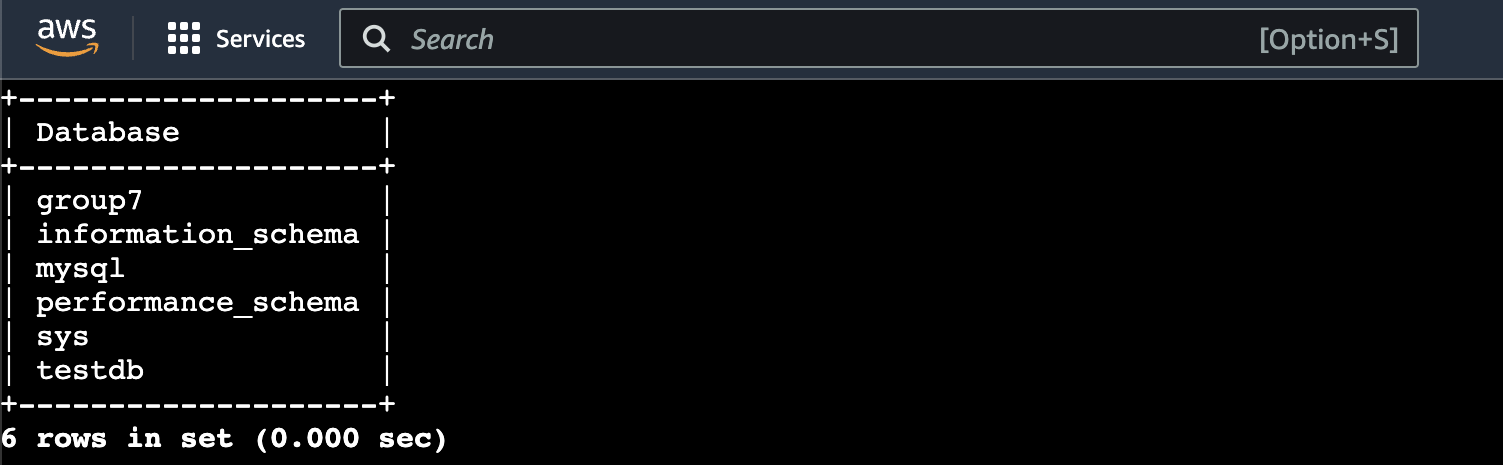 aws Services Search [Option+S]
+--------------------+
| Database           |
+--------------------+
| group7             |
| information_schema |
| mysql              |
| performance_schema |
| sys                |
| testdb             |
+--------------------+
6 rows in set (0.000 sec)